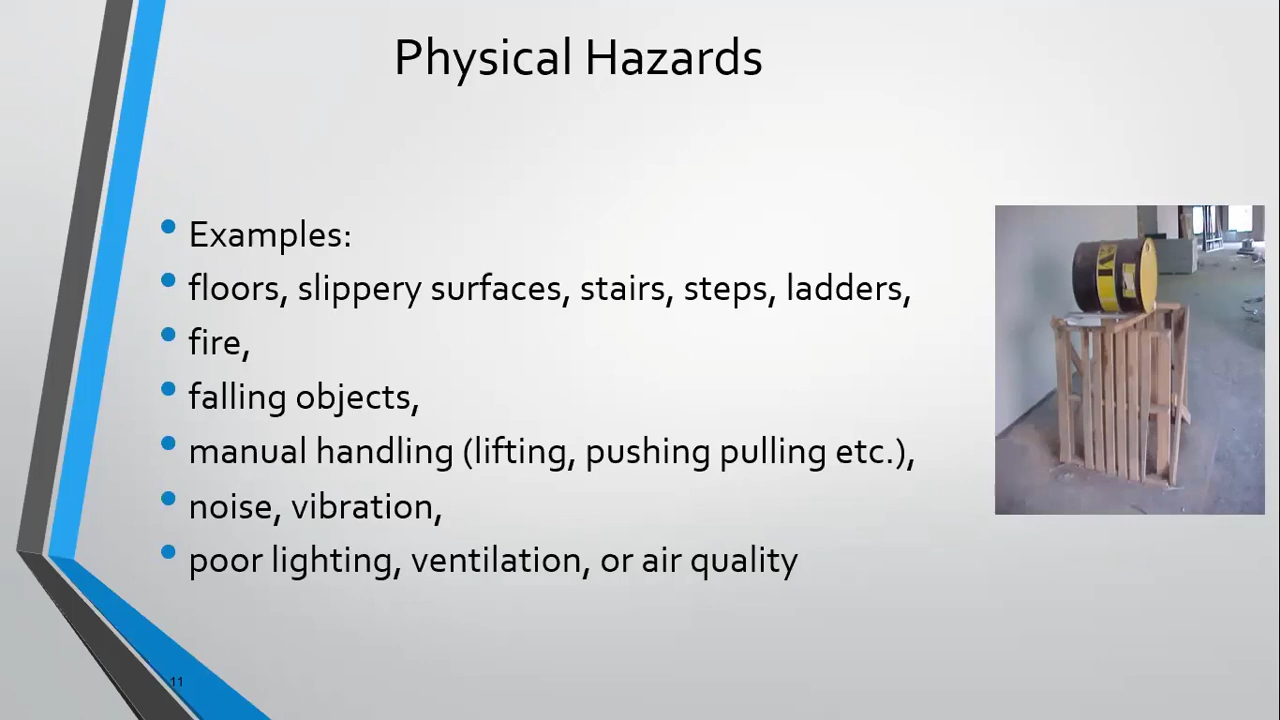 Physical Hazards
Examples:
floors, slippery surfaces, stairs, steps, ladders,
fire,
falling objects,
manual handling (lifting, pushing pulling etc.),
noise, vibration,
poor lighting, ventilation, or air quality
11